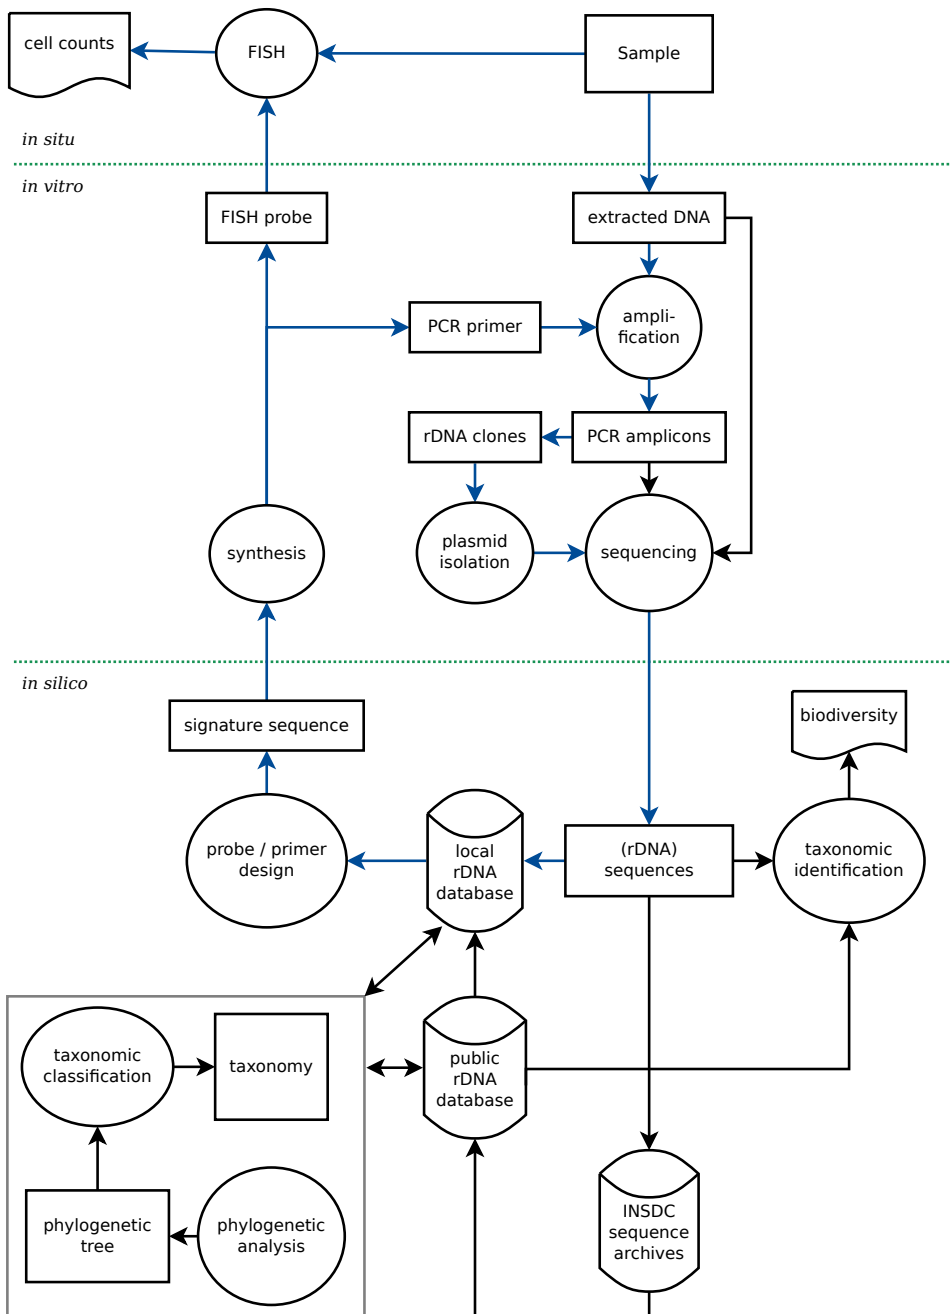 cell counts
FISH
Sample
in situ
in vitro
FISH probe
extracted DNA
PCR primer
ampli-
fication
rDNA clones
PCR amplicons
synthesis
plasmid
isolation
sequencing
in silico
signature sequence
biodiversity
probe / primer
design
local
rDNA
database
(rDNA)
sequences
taxonomic
identification
taxonomic
classification
taxonomy
public
rDNA
database
phylogenetic
tree
phylogenetic
analysis
INSDC
sequence
archives